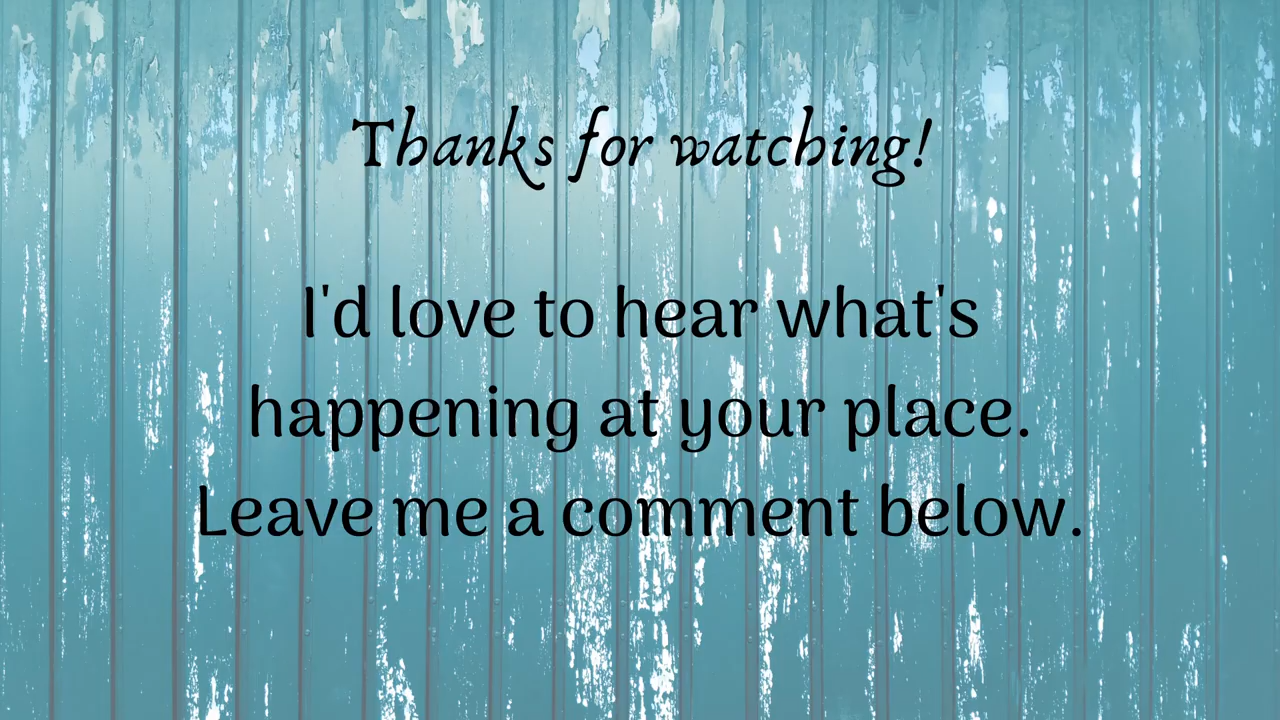 Thanks for watching!
I'd love to hear what's
happening at your place.
Leave me a comment below.